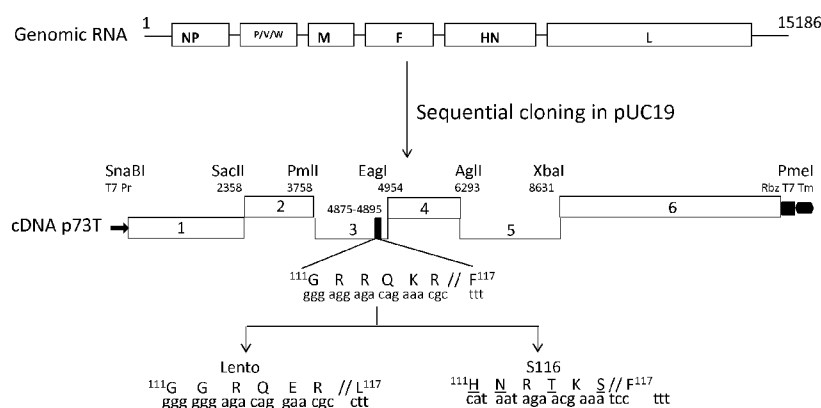 Genomic RNA 1 NP P/V/W M F HN L 15186
Sequential cloning in pUC19
SnaBI SacII PmlI EagI AglI XbaI PmeI
T7 Pr 2358 3758 4954 6293 8631 Rbz T7 Tm
cDNA p73T 1 2 3 4875-4895 4 5 6
111G R R Q K R // F117
ggg agg aga cag aaa cgc ttt
Lento S116
111G G R Q E R // L117 111H N R T K S // F117
ggg ggg aga cag gaa cgc ctt cat aat aga acg aaa tcc ttt